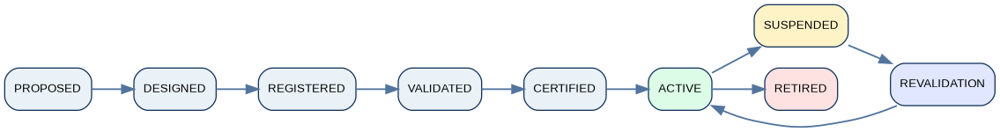 PROPOSED
DESIGNED
REGISTERED
VALIDATED
CERTIFIED
ACTIVE
SUSPENDED
RETIRED
REVALIDATION